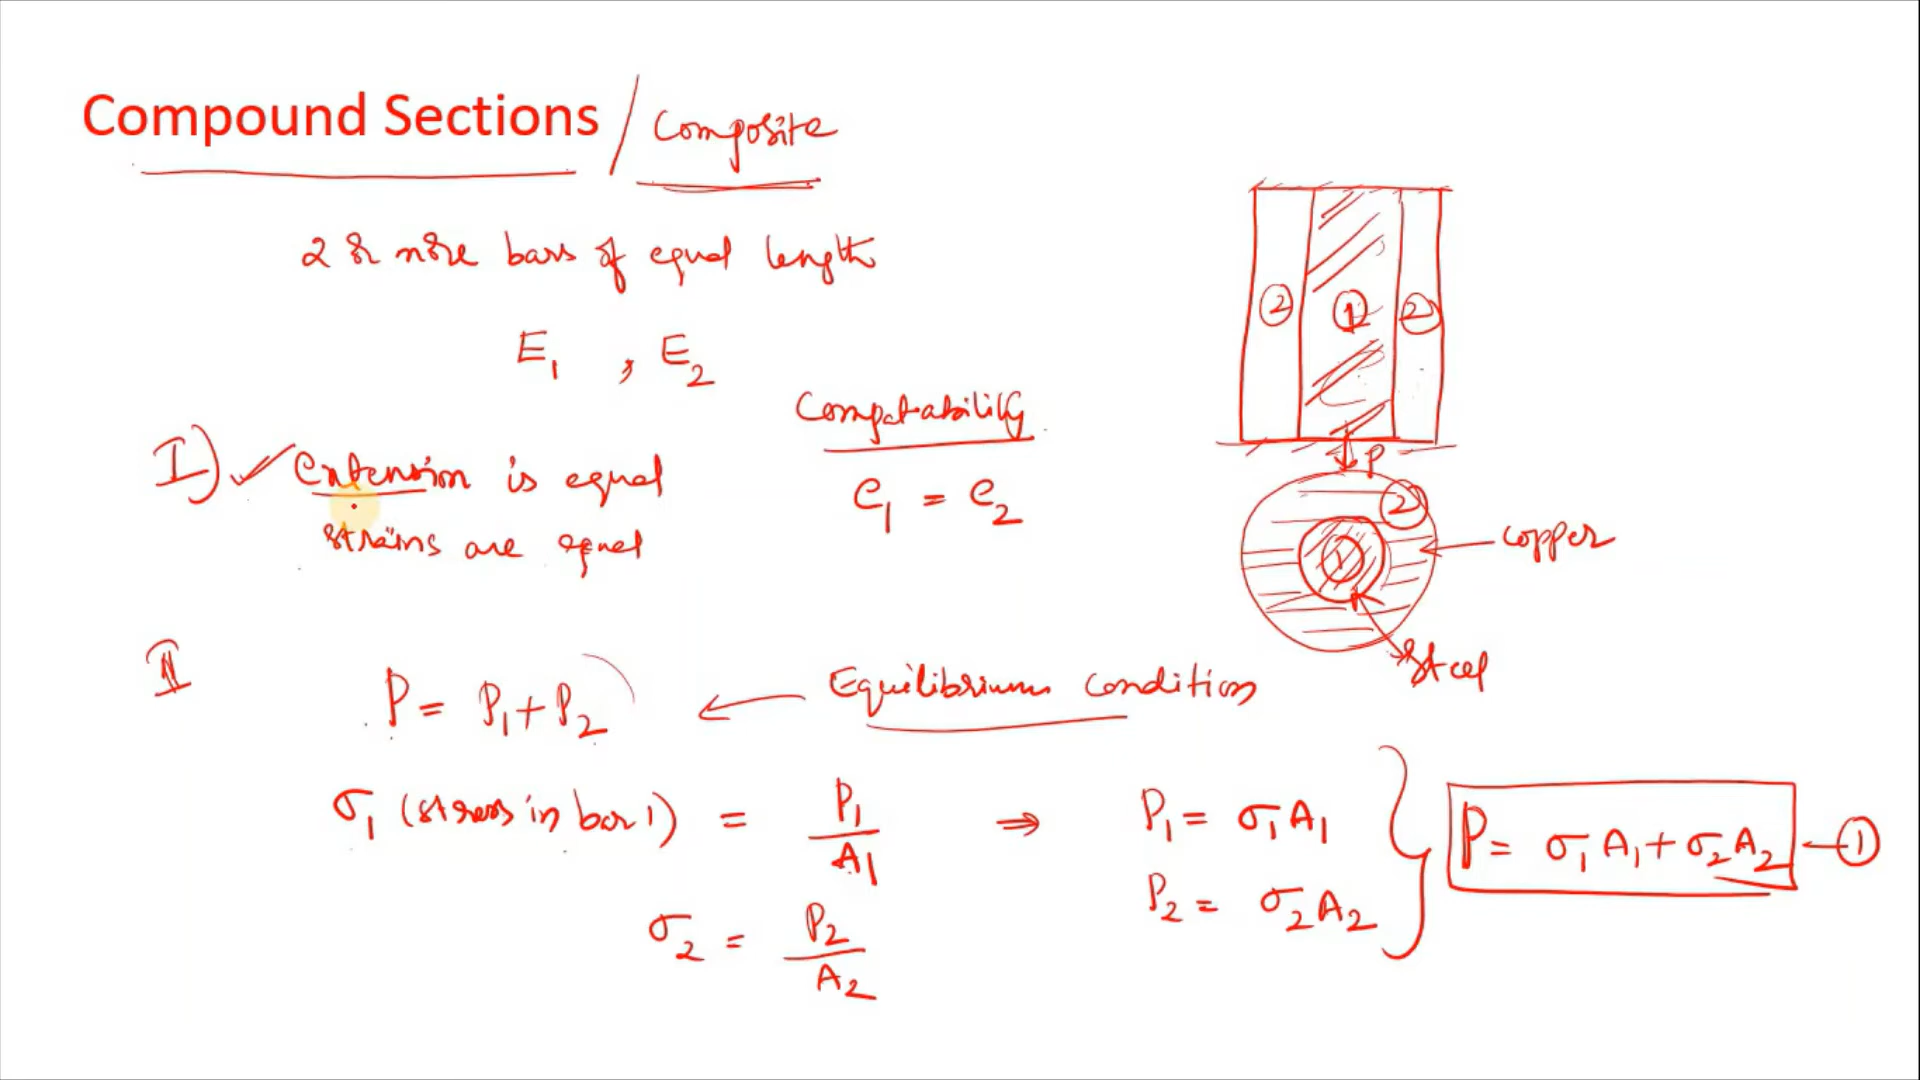 Compound Sections / Composite
2 or more bars of equal length
E₁ , E₂
I) ✓ Extension is equal
strains are equal
Compatability
e₁ = e₂
② ① ②
P
②
①
copper
steel
II
P = P₁ + P₂ ← Equilibrium condition
σ₁ (stress in bar 1) = P₁/A₁ ⇒ P₁ = σ₁A₁
σ₂ = P₂/A₂
P₂ = σ₂A₂
P = σ₁A₁ + σ₂A₂ —①